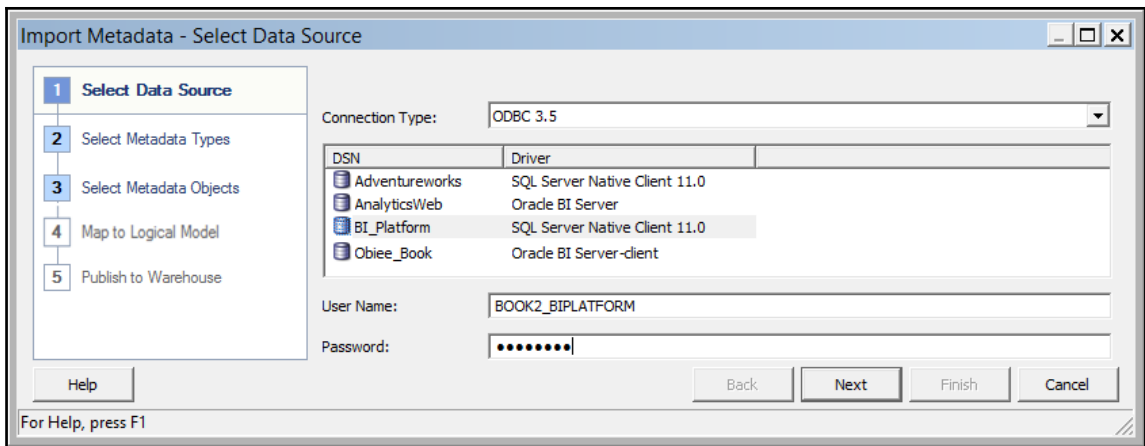 Import Metadata - Select Data Source
1 Select Data Source
2 Select Metadata Types
3 Select Metadata Objects
4 Map to Logical Model
5 Publish to Warehouse
Connection Type: ODBC 3.5
DSN Driver
Adventureworks SQL Server Native Client 11.0
AnalyticsWeb Oracle BI Server
BI_Platform SQL Server Native Client 11.0
Obiee_Book Oracle BI Server-client
User Name: BOOK2_BIPLATFORM
Password: ••••••••
Help Back Next Finish Cancel
For Help, press F1